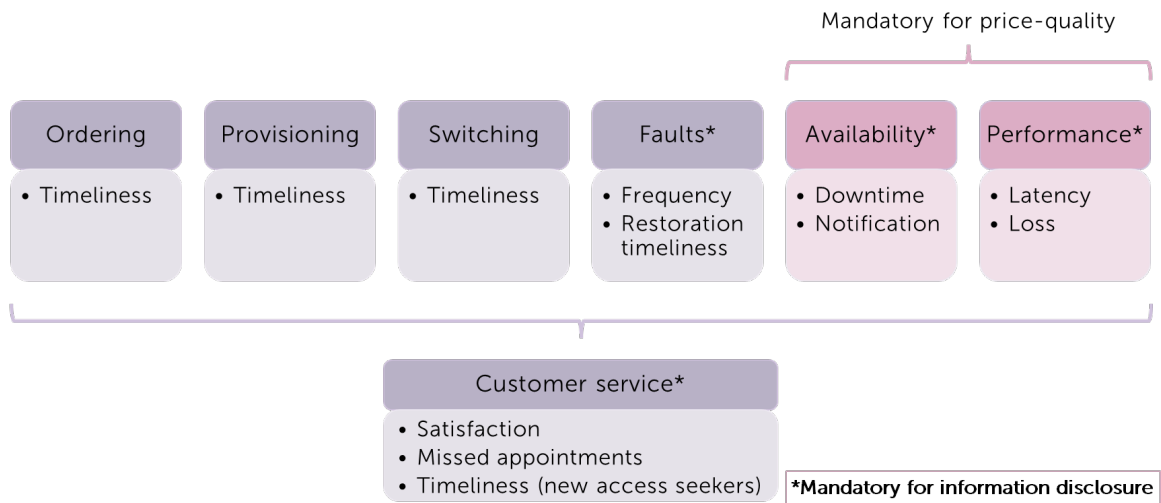 Mandatory for price-quality
Ordering
• Timeliness
Provisioning
• Timeliness
Switching
• Timeliness
Faults*
• Frequency
• Restoration
timeliness
Availability*
• Downtime
• Notification
Performance*
• Latency
• Loss
Customer service*
• Satisfaction
• Missed appointments
• Timeliness (new access seekers)
*Mandatory for information disclosure